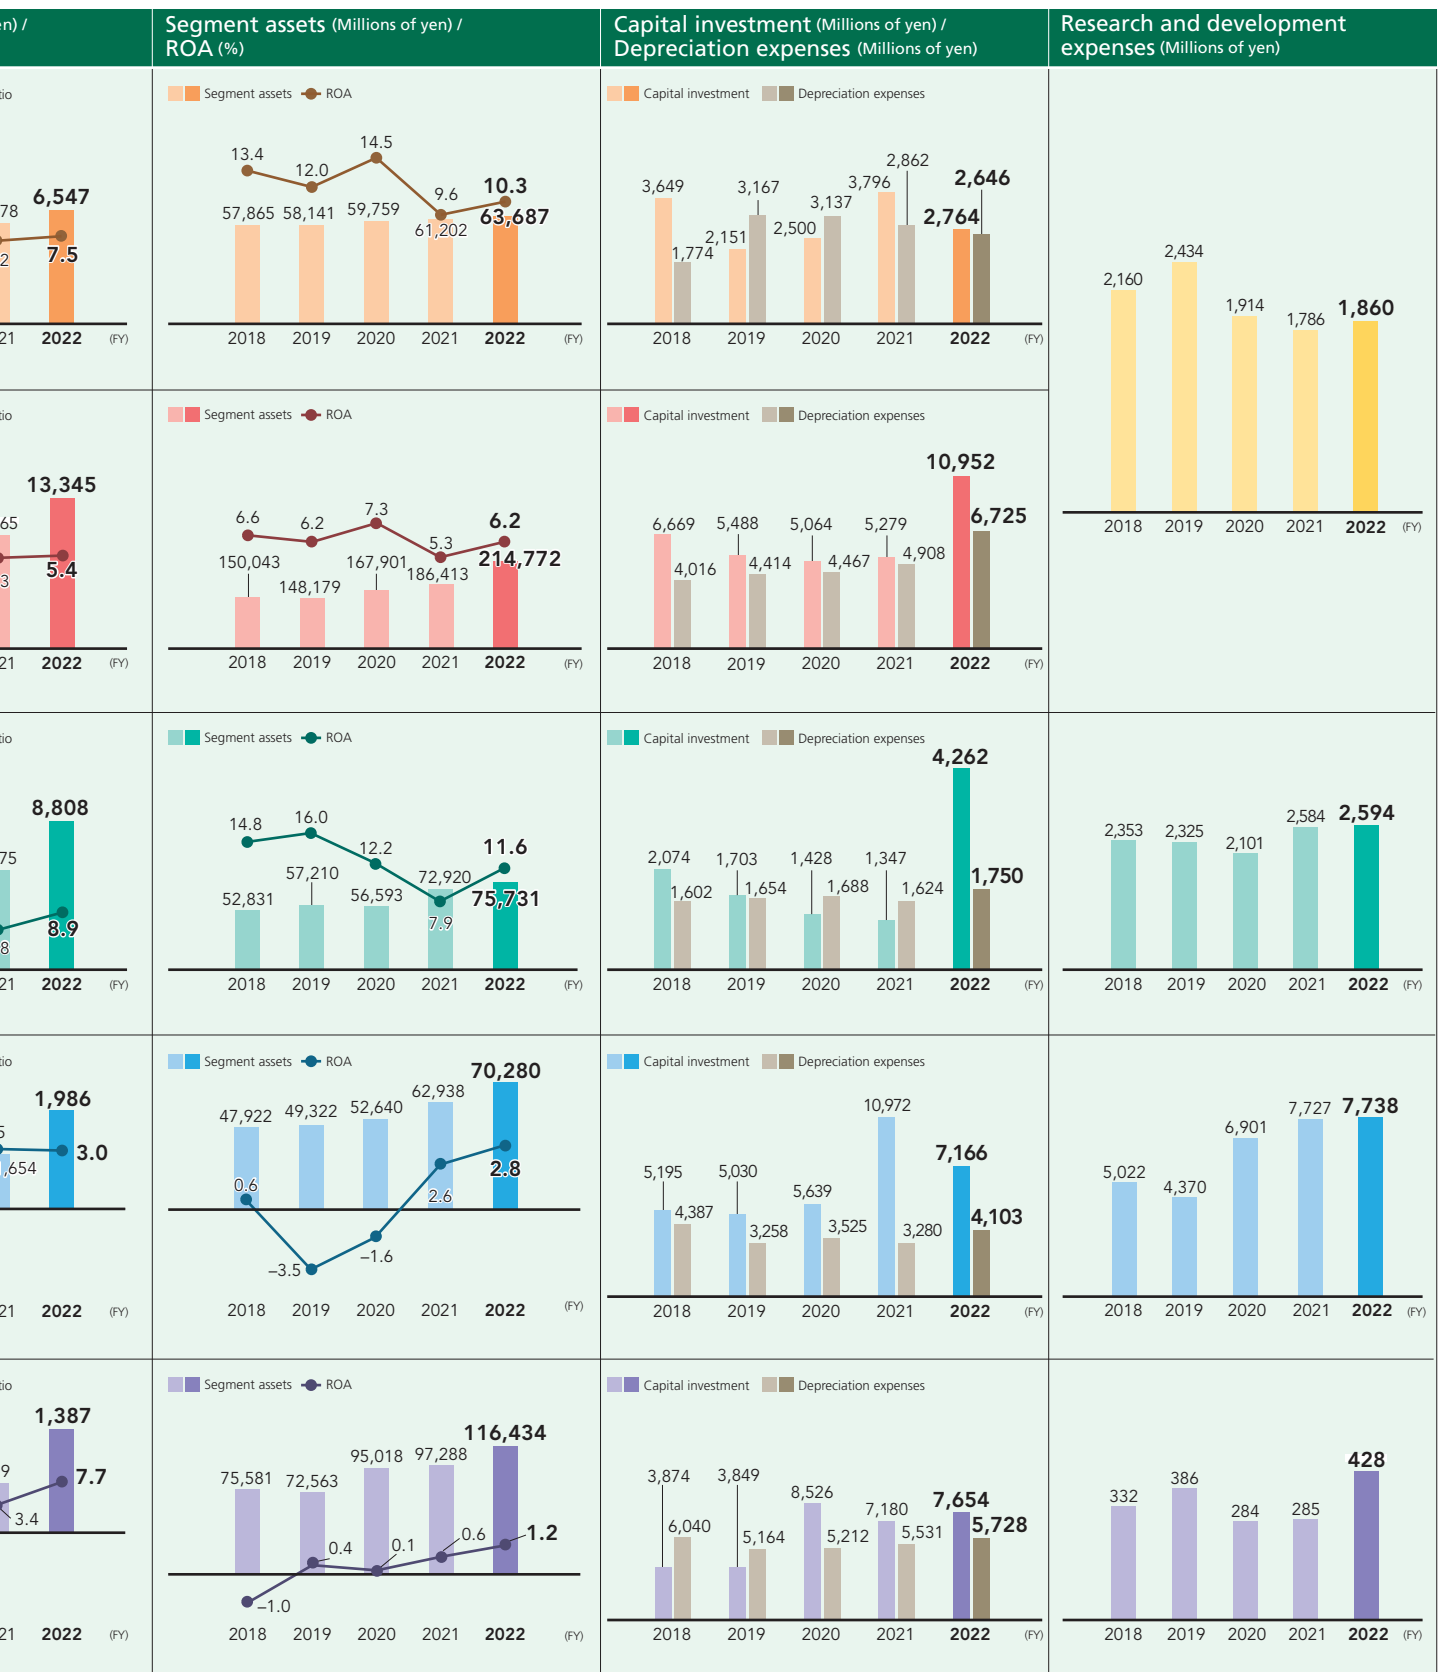 en) /
Segment assets (Millions of yen) /
ROA (%)
Capital investment (Millions of yen) /
Depreciation expenses (Millions of yen)
Research and development
expenses (Millions of yen)
tio
78
6,547
2
7.5
21 2022 (FY)
Segment assets ROA
13.4 12.0 14.5 9.6 10.3
57,865 58,141 59,759 61,202 63,687
2018 2019 2020 2021 2022 (FY)
Capital investment Depreciation expenses
3,649 2,151 2,500 3,796 2,764
1,774 3,167 3,137 2,862 2,646
2018 2019 2020 2021 2022 (FY)
2,160 2,434 1,914 1,786 1,860
2018 2019 2020 2021 2022 (FY)
tio
65
13,345
3
5.4
21 2022 (FY)
Segment assets ROA
6.6 6.2 7.3 5.3 6.2
150,043 148,179 167,901 186,413 214,772
2018 2019 2020 2021 2022 (FY)
Capital investment Depreciation expenses
6,669 5,488 5,064 5,279 10,952
4,016 4,414 4,467 4,908 6,725
2018 2019 2020 2021 2022 (FY)
tio
75
8,808
8
8.9
21 2022 (FY)
Segment assets ROA
14.8 16.0 12.2 7.9 11.6
52,831 57,210 56,593 72,920 75,731
2018 2019 2020 2021 2022 (FY)
Capital investment Depreciation expenses
2,074 1,703 1,428 1,347 4,262
1,602 1,654 1,688 1,624 1,750
2018 2019 2020 2021 2022 (FY)
2,353 2,325 2,101 2,584 2,594
2018 2019 2020 2021 2022 (FY)
tio
5
1,986
,654
3.0
21 2022 (FY)
Segment assets ROA
47,922 49,322 52,640 62,938 70,280
0.6 –3.5 –1.6 2.6 2.8
2018 2019 2020 2021 2022 (FY)
Capital investment Depreciation expenses
5,195 5,030 5,639 10,972 7,166
4,387 3,258 3,525 3,280 4,103
2018 2019 2020 2021 2022 (FY)
5,022 4,370 6,901 7,727 7,738
2018 2019 2020 2021 2022 (FY)
tio
9
1,387
3.4
7.7
21 2022 (FY)
Segment assets ROA
75,581 72,563 95,018 97,288 116,434
–1.0 0.4 0.1 0.6 1.2
2018 2019 2020 2021 2022 (FY)
Capital investment Depreciation expenses
3,874 3,849 8,526 7,180 7,654
6,040 5,164 5,212 5,531 5,728
2018 2019 2020 2021 2022 (FY)
332 386 284 285 428
2018 2019 2020 2021 2022 (FY)